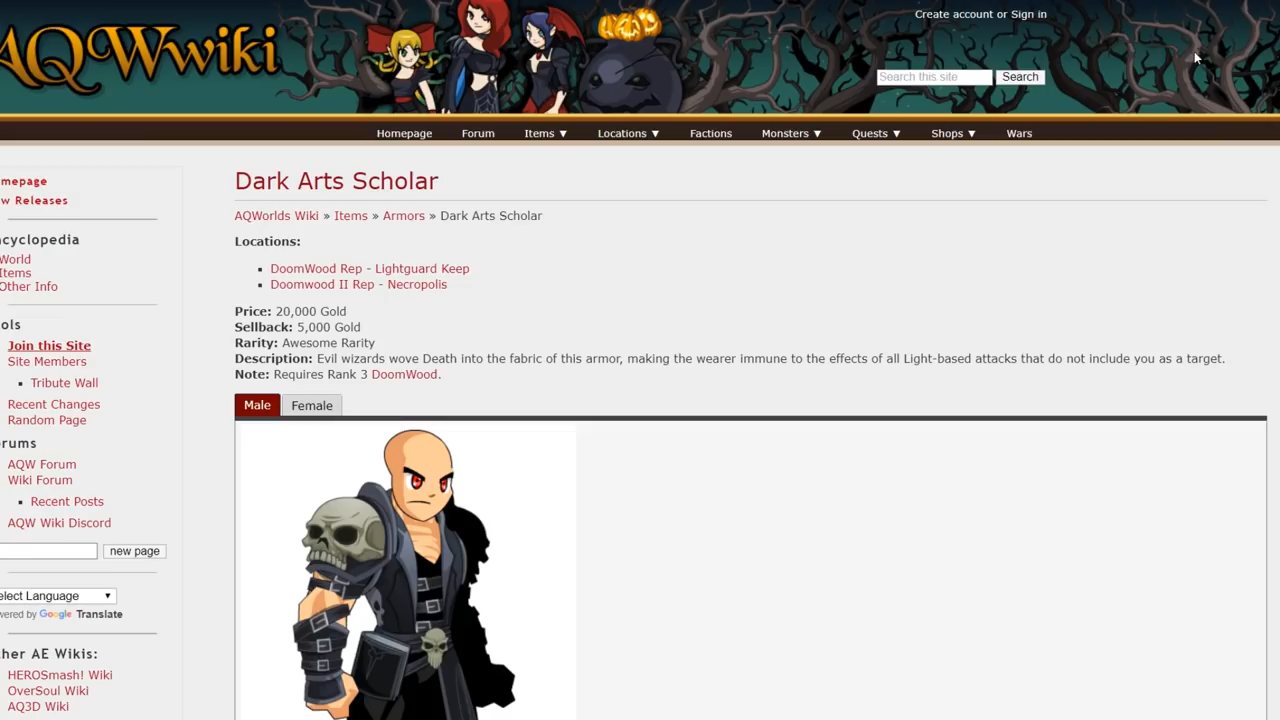 AQWwiki
Create account or Sign in
Search this site Search
Homepage Forum Items ▼ Locations ▼ Factions Monsters ▼ Quests ▼ Shops ▼ Wars
mepage
w Releases
cyclopedia
World
Items
Other Info
ols
Join this Site
Site Members
Tribute Wall
Recent Changes
Random Page
rums
AQW Forum
Wiki Forum
Recent Posts
AQW Wiki Discord
new page
elect Language ▼
wered by Google Translate
her AE Wikis:
HEROSmash! Wiki
OverSoul Wiki
AQ3D Wiki
Dark Arts Scholar
AQWorlds Wiki » Items » Armors » Dark Arts Scholar
Locations:
DoomWood Rep - Lightguard Keep
Doomwood II Rep - Necropolis
Price: 20,000 Gold
Sellback: 5,000 Gold
Rarity: Awesome Rarity
Description: Evil wizards wove Death into the fabric of this armor, making the wearer immune to the effects of all Light-based attacks that do not include you as a target.
Note: Requires Rank 3 DoomWood.
Male Female